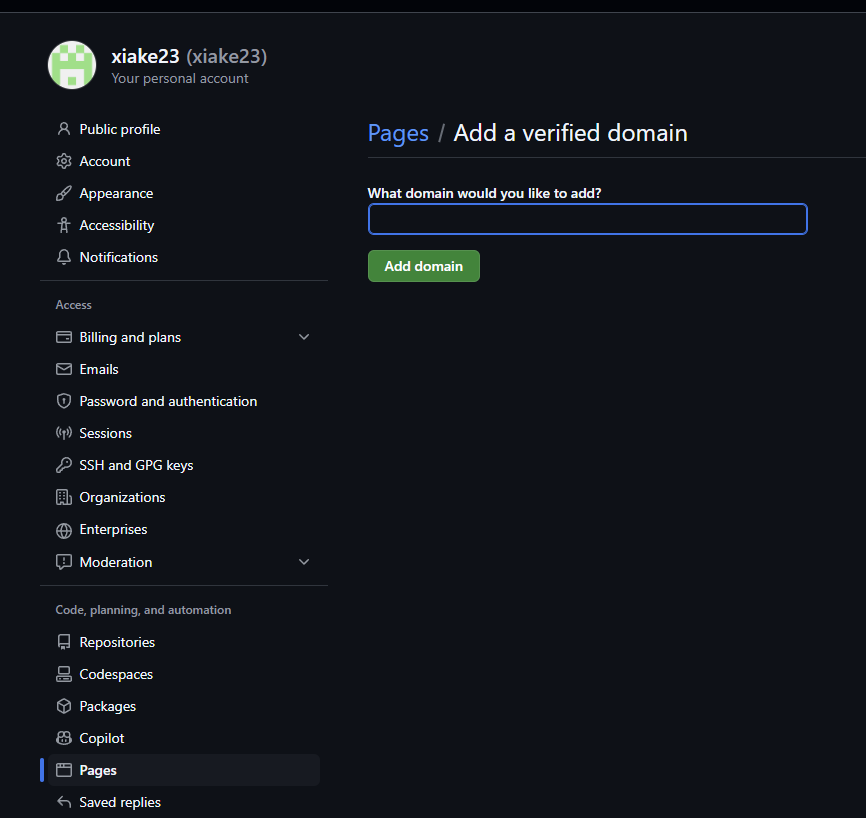 xiake23 (xiake23)
Your personal account
Public profile
Account
Appearance
Accessibility
Notifications
Access
Billing and plans
Emails
Password and authentication
Sessions
SSH and GPG keys
Organizations
Enterprises
Moderation
Code, planning, and automation
Repositories
Codespaces
Packages
Copilot
Pages
Saved replies
Pages / Add a verified domain
What domain would you like to add?
Add domain